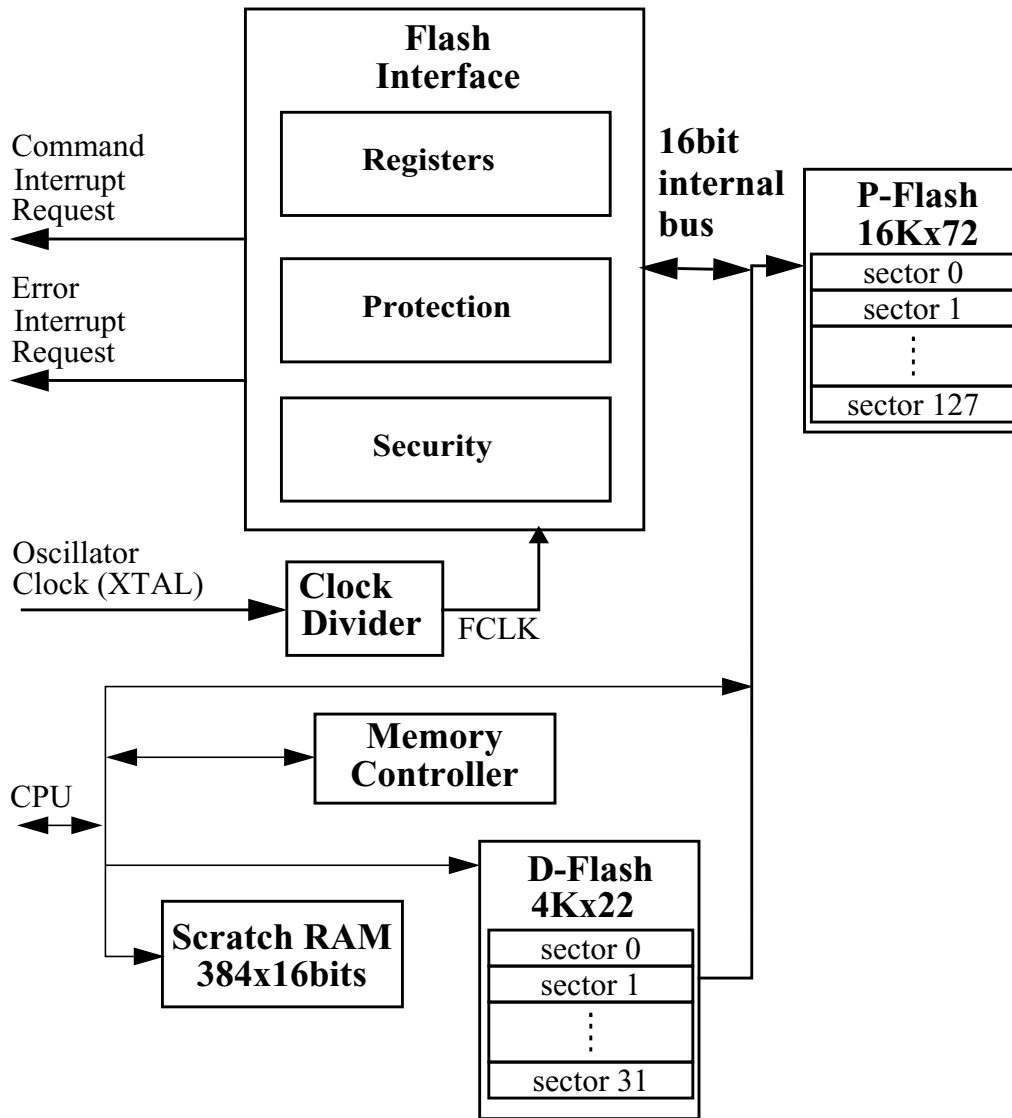 Flash
Interface
Registers
Protection
Security
Command
Interrupt
Request
Error
Interrupt
Request
16bit
internal
bus
P-Flash
16Kx72
sector 0
sector 1
sector 127
Oscillator
Clock (XTAL)
Clock
Divider
FCLK
Memory
Controller
CPU
D-Flash
4Kx22
sector 0
sector 1
sector 31
Scratch RAM
384x16bits